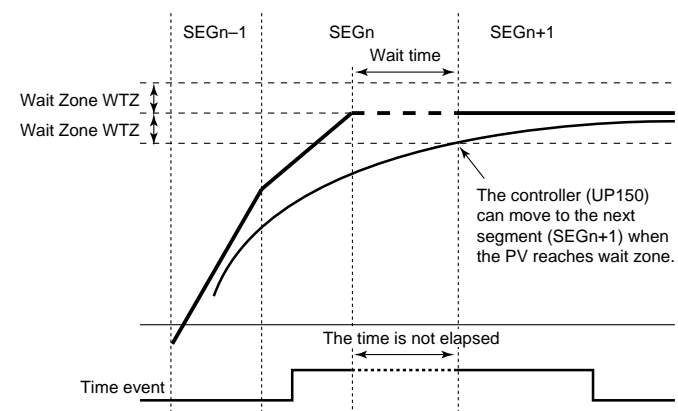 SEGn–1
SEGn
SEGn+1
Wait time
Wait Zone WTZ
Wait Zone WTZ
The controller (UP150)
can move to the next
segment (SEGn+1) when
the PV reaches wait zone.
The time is not elapsed
Time event